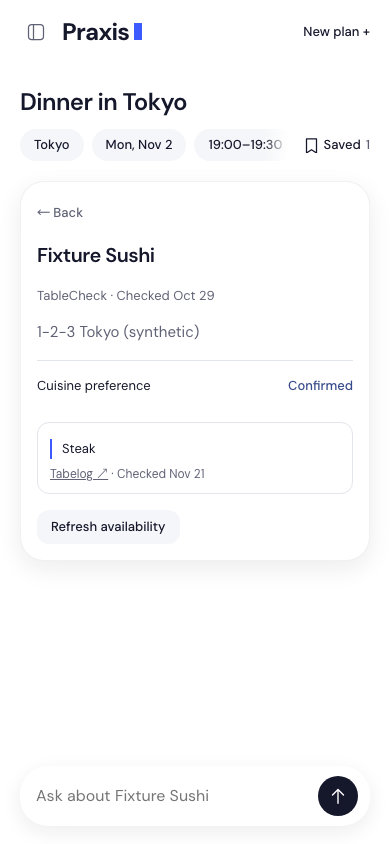 Praxis
New plan +
Dinner in Tokyo
Tokyo
Mon, Nov 2
19:00–19:30
Saved 1
← Back
Fixture Sushi
TableCheck · Checked Oct 29
1-2-3 Tokyo (synthetic)
Cuisine preference
Confirmed
Steak
Tabelog ↗ · Checked Nov 21
Refresh availability
Ask about Fixture Sushi